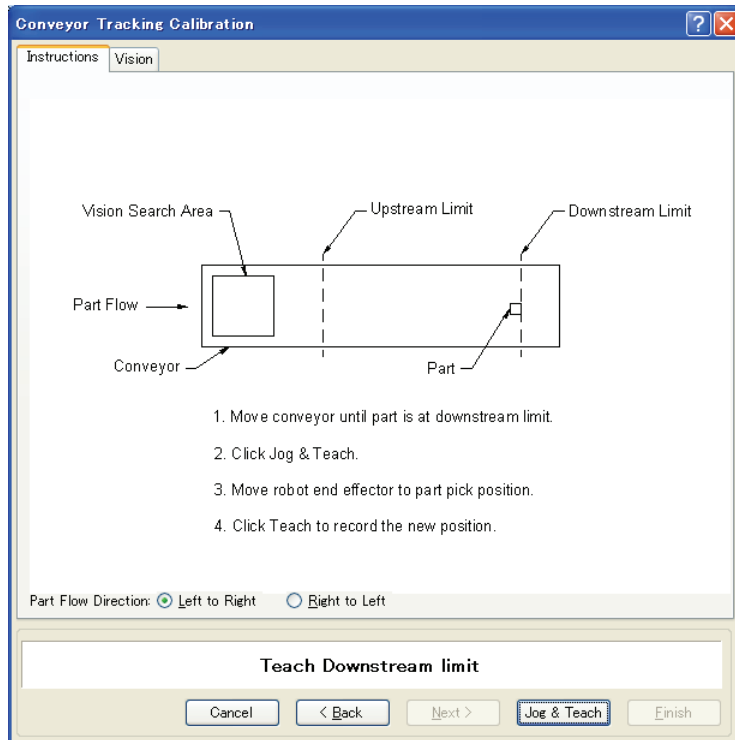 Conveyor Tracking Calibration
?
Instructions Vision
Vision Search Area
Upstream Limit
Downstream Limit
Part Flow
Conveyor
Part
1. Move conveyor until part is at downstream limit.
2. Click Jog & Teach.
3. Move robot end effector to part pick position.
4. Click Teach to record the new position.
Part Flow Direction: Left to Right Right to Left
Teach Downstream limit
Cancel < Back Next > Jog & Teach Finish